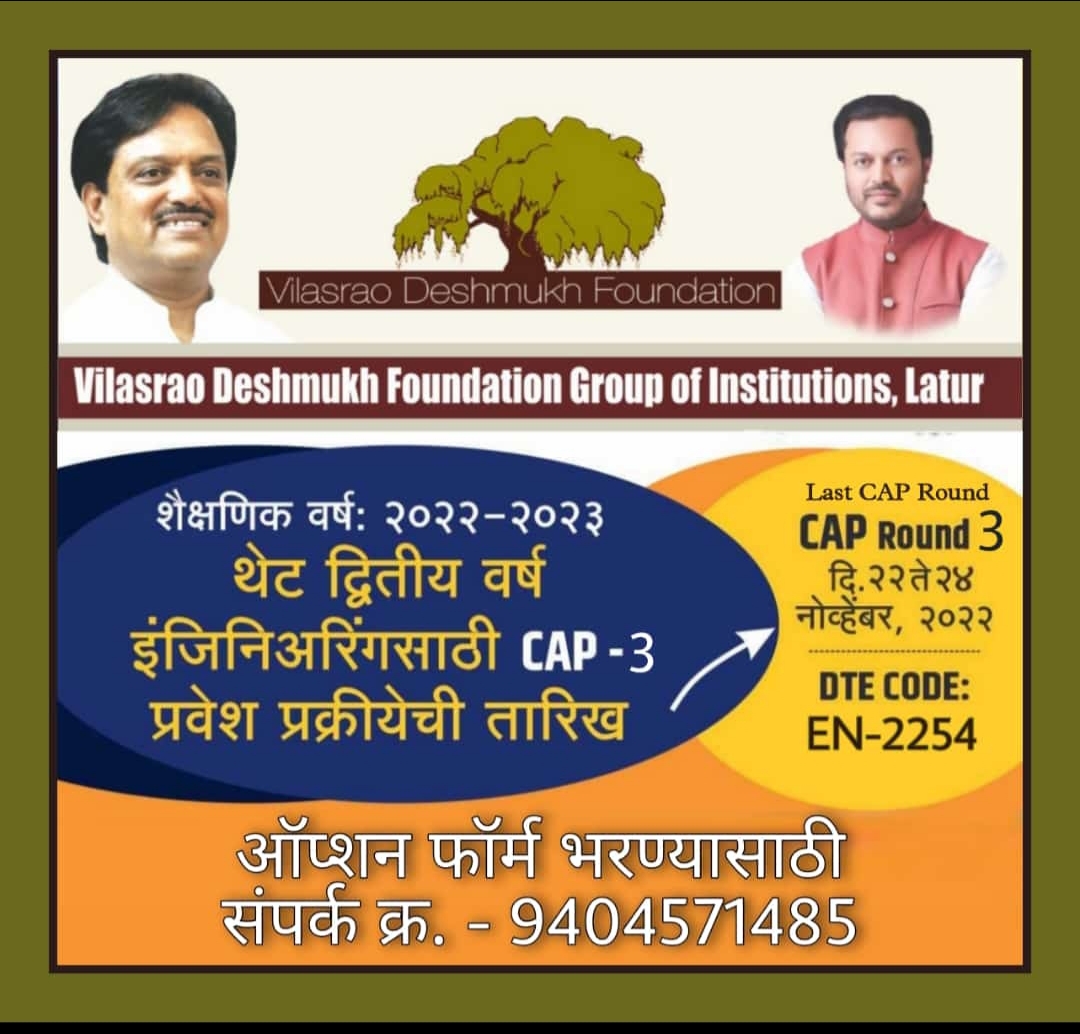 Vilasrao Deshmukh Foundation
Vilasrao Deshmukh Foundation Group of Institutions, Latur
शैक्षणिक वर्ष: २०२२-२०२३
थेट द्वितीय वर्ष
इंजिनिअरिंगसाठी CAP - 3
प्रवेश प्रक्रीयेची तारिख
Last CAP Round
CAP Round 3
दि.२२ ते २४
नोव्हेंबर, २०२२
DTE CODE:
EN-2254
ऑप्शन फॉर्म भरण्यासाठी
संपर्क क्र. - 9404571485